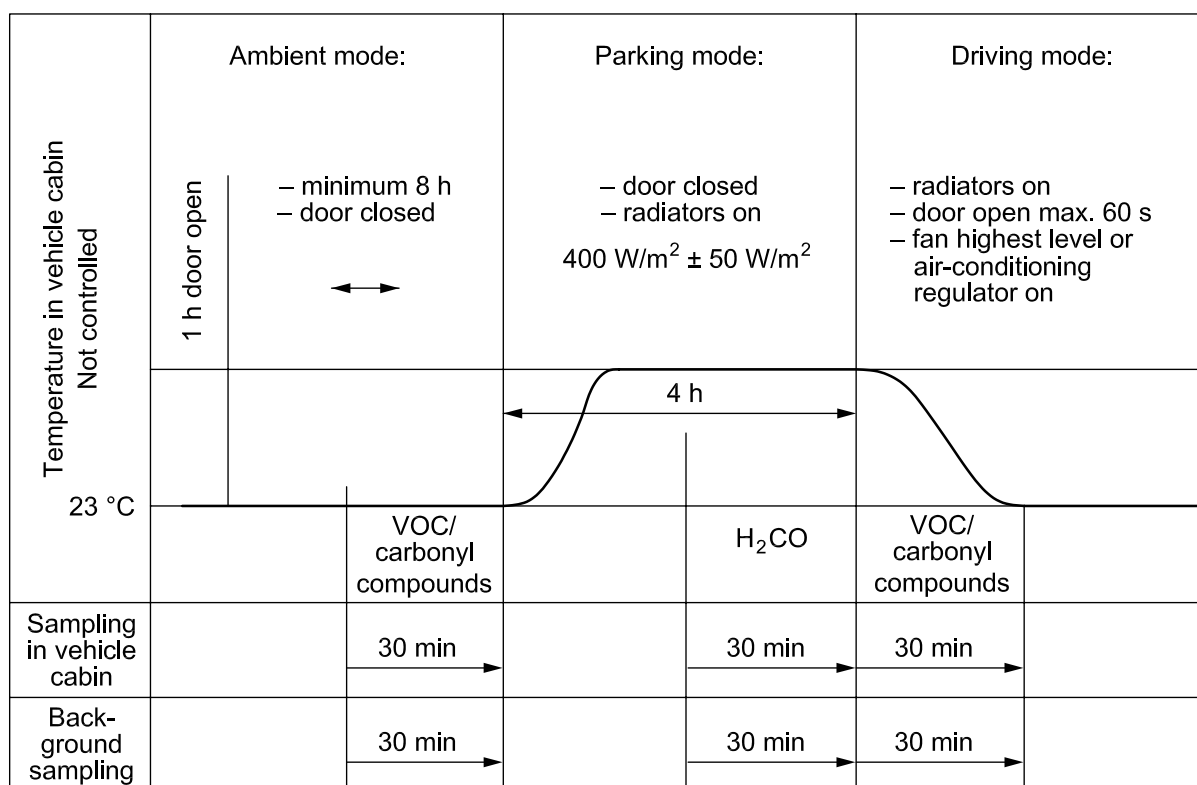 Ambient mode:
Parking mode:
Driving mode:
Temperature in vehicle cabin
Not controlled
1 h door open
– minimum 8 h
– door closed
– door closed
– radiators on
400 W/m² ± 50 W/m²
– radiators on
– door open max. 60 s
– fan highest level or
air-conditioning
regulator on
4 h
23 °C
VOC/
carbonyl
compounds
H₂CO
VOC/
carbonyl
compounds
Sampling
in vehicle
cabin
30 min
30 min
30 min
Back-
ground
sampling
30 min
30 min
30 min